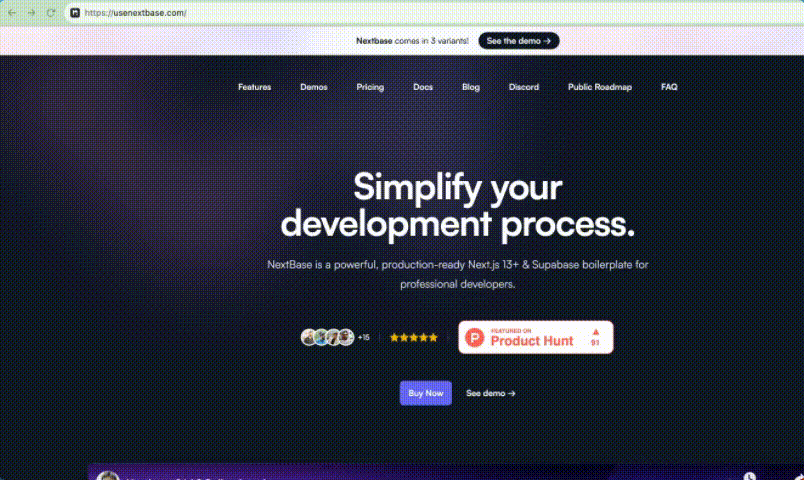 https://usenextbase.com/
Nextbase comes in 3 variants! See the demo →
Features Demos Pricing Docs Blog Discord Public Roadmap FAQ
Simplify your
development process.
NextBase is a powerful, production-ready Next.js 13+ & Supabase boilerplate for
professional developers.
+15
FEATURED ON
Product Hunt
91
Buy Now See demo →